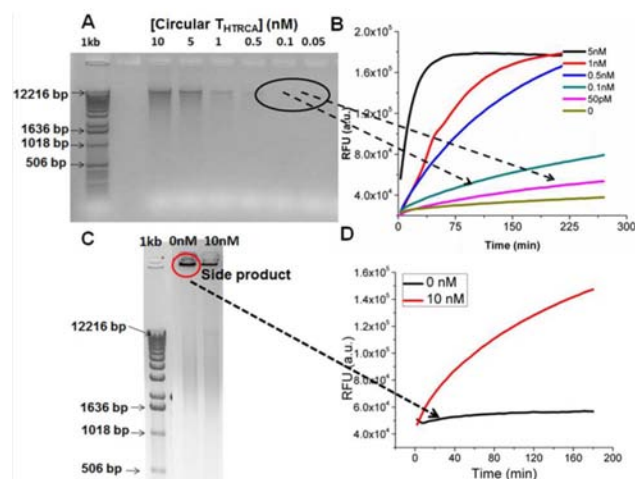 A
[Circular T_HTRCA] (nM)
1kb 10 5 1 0.5 0.1 0.05
12216 bp
1636 bp
1018 bp
506 bp
B
RFU (a.u.)
1.8x10⁵
1.4x10⁵
8.0x10⁴
4.0x10⁴
5nM
1nM
0.5nM
0.1nM
50pM
0
0 75 150 225 300
Time (min)
C
1kb 0nM 10nM
Side product
12216 bp
1636 bp
1018 bp
506 bp
D
RFU (a.u.)
1.6x10⁵
1.4x10⁵
1.2x10⁵
1.0x10⁵
8.0x10⁴
6.0x10⁴
4.0x10⁴
0 nM
10 nM
0 40 80 120 160 200
Time (min)